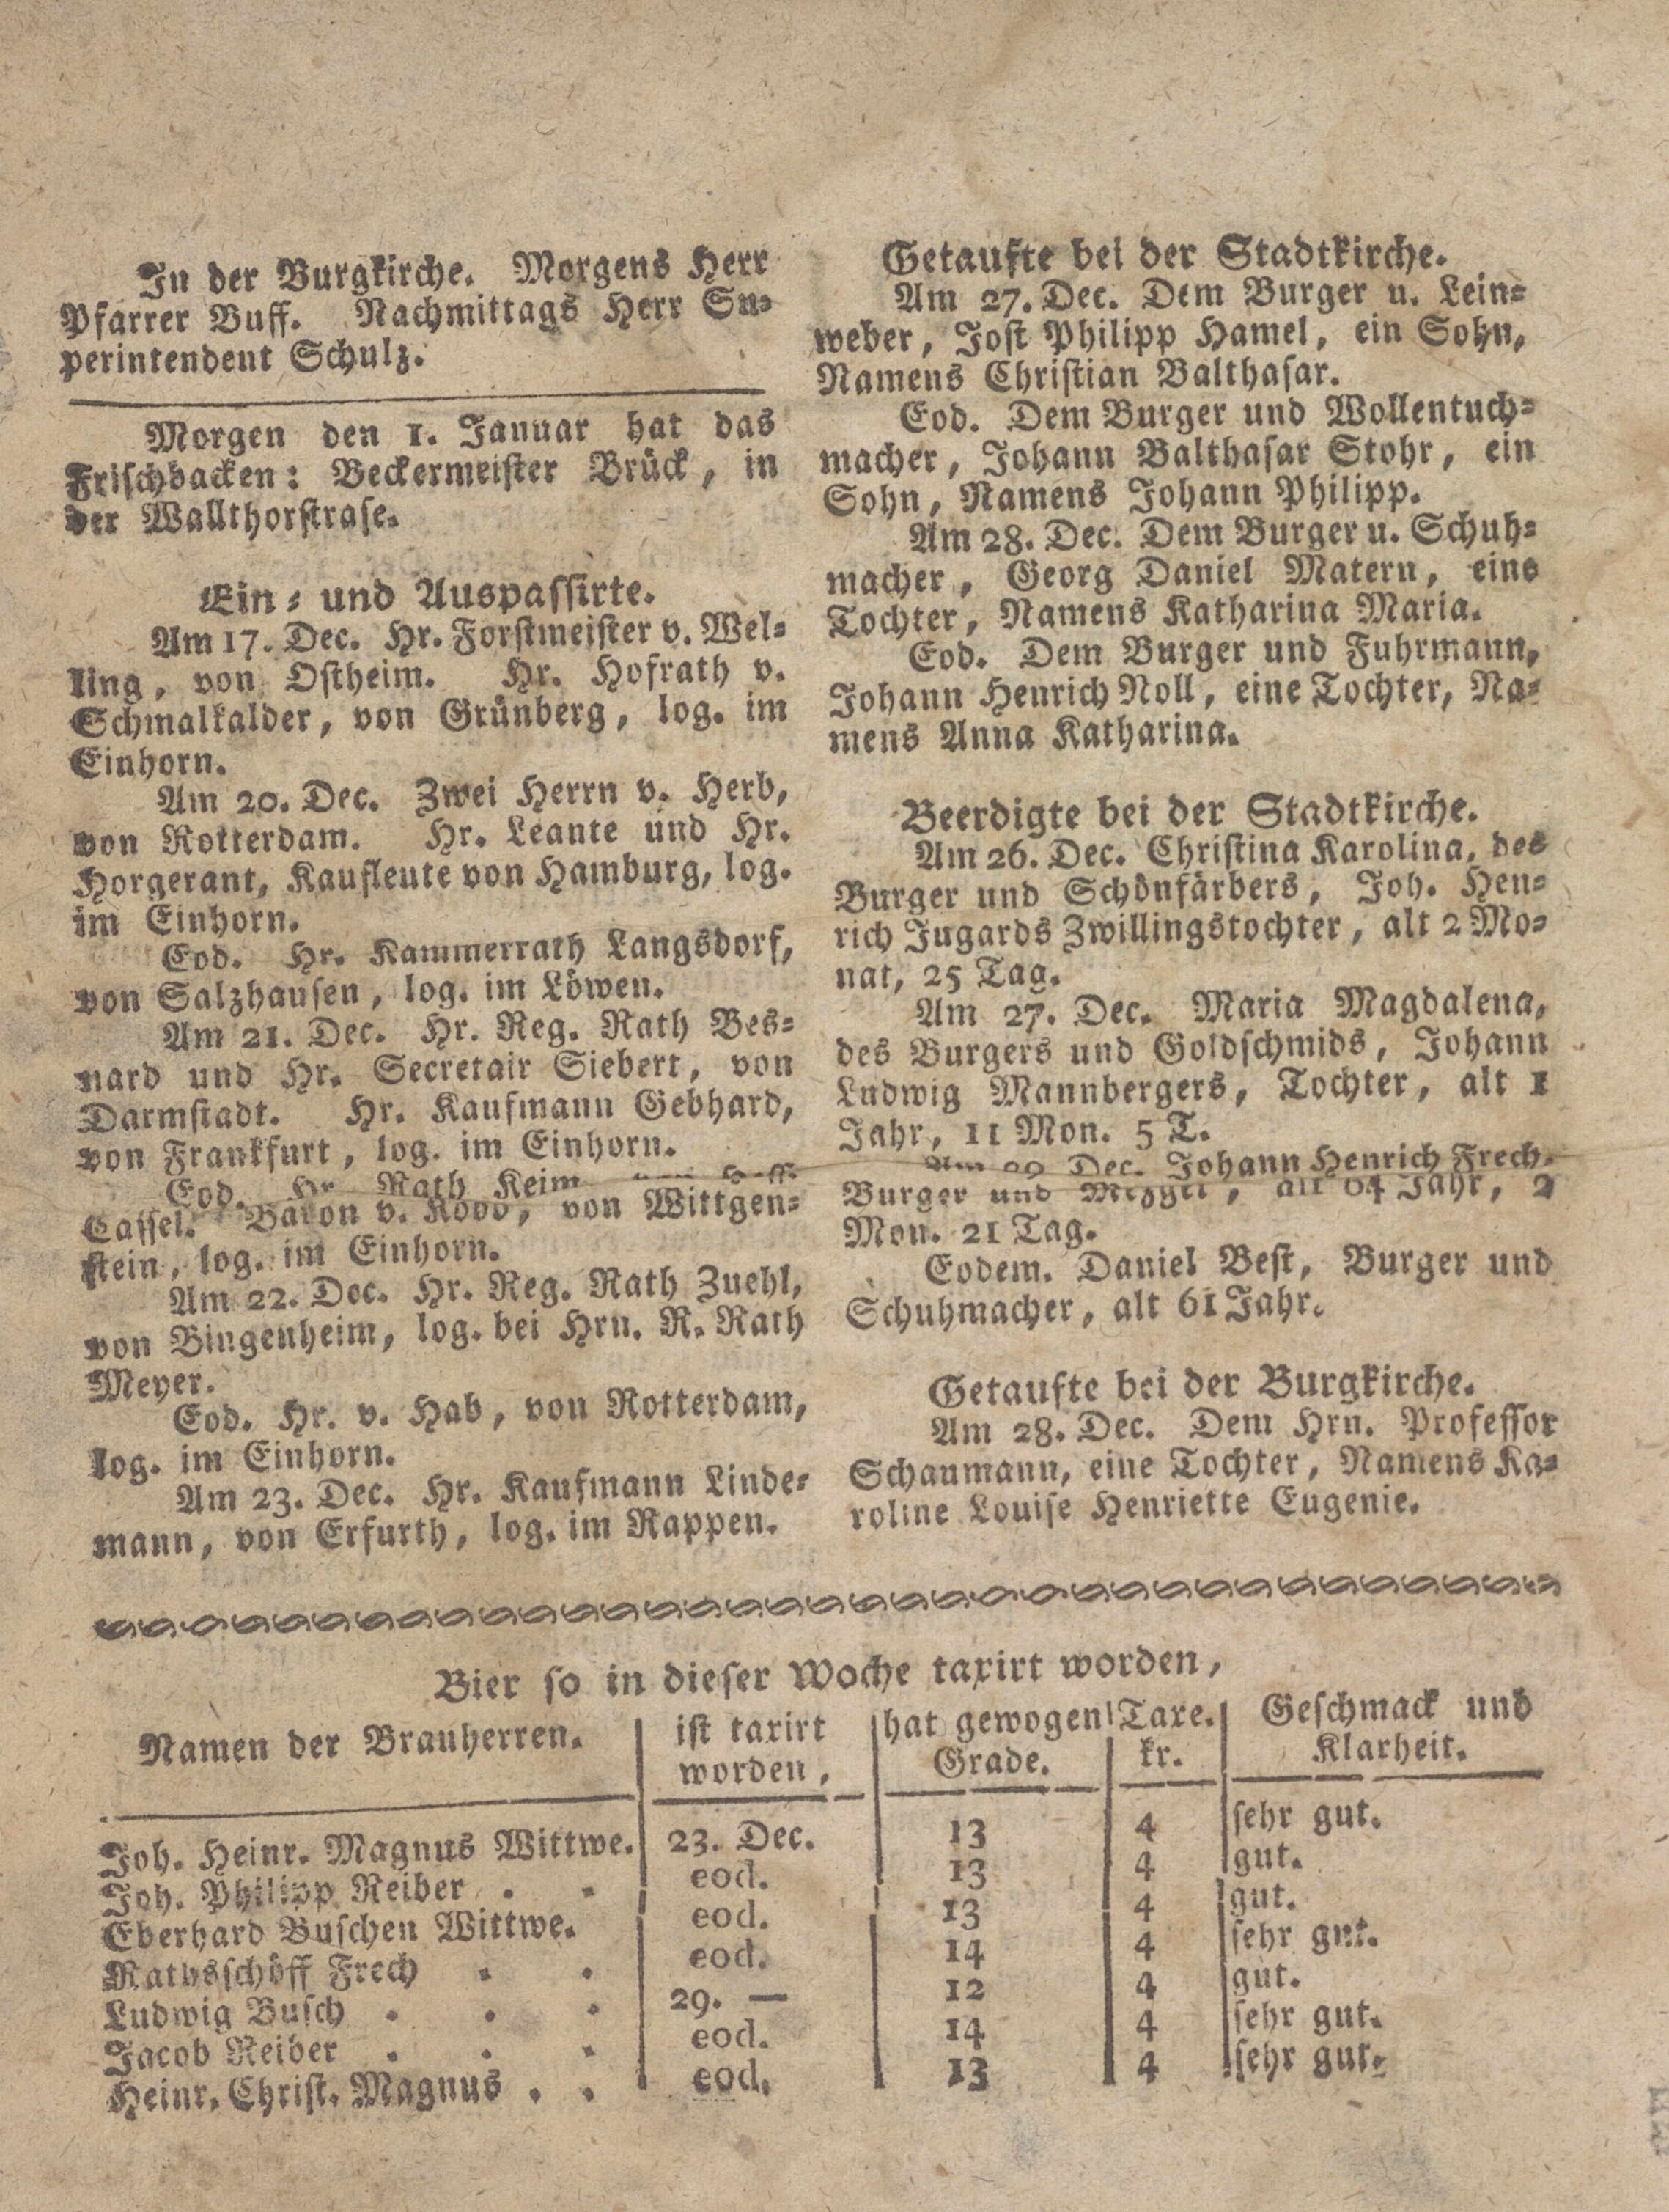 In der Burgkirche. Morgens Herr
Pfarrer Buff. Nachmittags Herr Su-
perintendent Schulz.
Morgen den 1. Januar hat das
Frischbacken: Beckermeister Brück, in
der Wallthorstrase.
Ein- und Auspassirte.
Am 17. Dec. Hr. Forstmeister v. Wel-
ling, von Ostheim. Hr. Hofrath v.
Schmalkalder, von Grünberg, log. im
Einhorn.
Am 20. Dec. Zwei Herrn v. Herb,
von Rotterdam. Hr. Leante und Hr.
Horgerant, Kaufleute von Hamburg, log.
im Einhorn.
Eod. Hr. Kammerrath Langsdorf,
von Salzhausen, log. im Löwen.
Am 21. Dec. Hr. Reg. Rath Bes-
nard und Hr. Secretair Siebert, von
Darmstadt. Hr. Kaufmann Gebhard,
von Frankfurt, log. im Einhorn.
Eod. Hr. Rath Keim
Cassel. Baron v. von Wittgen-
stein, log. im Einhorn.
Am 22. Dec. Hr. Reg. Rath Zuehl,
von Bingenheim, log. bei Hrn. R. Rath
Meyer.
Eod. Hr. v. Hab, von Rotterdam,
log. im Einhorn.
Am 23. Dec. Hr. Kaufmann Linde-
mann, von Erfurth, log. im Rappen.
Getaufte bei der Stadtkirche.
Am 27. Dec. Dem Burger u. Lein-
weber, Jost Philipp Hamel, ein Sohn,
Namens Christian Balthasar.
Eod. Dem Burger und Wollentuch-
macher, Johann Balthasar Stohr, ein
Sohn, Namens Johann Philipp.
Am 28. Dec. Dem Burger u. Schuh-
macher, Georg Daniel Matern, eine
Tochter, Namens Katharina Maria.
Eod. Dem Burger und Fuhrmann,
Johann Henrich Noll, eine Tochter, Na-
mens Anna Katharina.
Beerdigte bei der Stadtkirche.
Am 26. Dec. Christina Karolina, des
Burger und Schönfärbers, Joh. Hen-
rich Jugards Zwillingstochter, alt 2 Mo-
nat, 25 Tag.
Am 27. Dec. Maria Magdalena,
des Burgers und Goldschmids, Johann
Ludwig Mannbergers, Tochter, alt 1
Jahr, 11 Mon. 5 T.
Am 29 Dec. Johann Henrich Frech,
Burger und Mezger, alt 64 Jahr, 2
Mon. 21 Tag.
Eodem. Daniel Best, Burger und
Schuhmacher, alt 61 Jahr.
Getaufte bei der Burgkirche.
Am 28. Dec. Dem Hrn. Professor
Schaumann, eine Tochter, Namens Ka-
roline Louise Henriette Eugenie.
Bier so in dieser Woche taxirt worden,
Namen der Brauherren. ist taxirt worden, hat gewogen Grade. Taxe. kr. Geschmack und Klarheit.
Joh. Heinr. Magnus Wittwe. 23. Dec. 13 4 sehr gut.
Joh. Philipp Reiber . . eod. 13 4 gut.
Eberhard Buschen Wittwe. eod. 13 4 gut.
Rathsschöff Frech . . eod. 14 4 sehr gut.
Ludwig Busch . . . 29. — 12 4 gut.
Jacob Reiber . . . eod. 14 4 sehr gut.
Heinr. Christ. Magnus . . eod. 13 4 sehr gut.